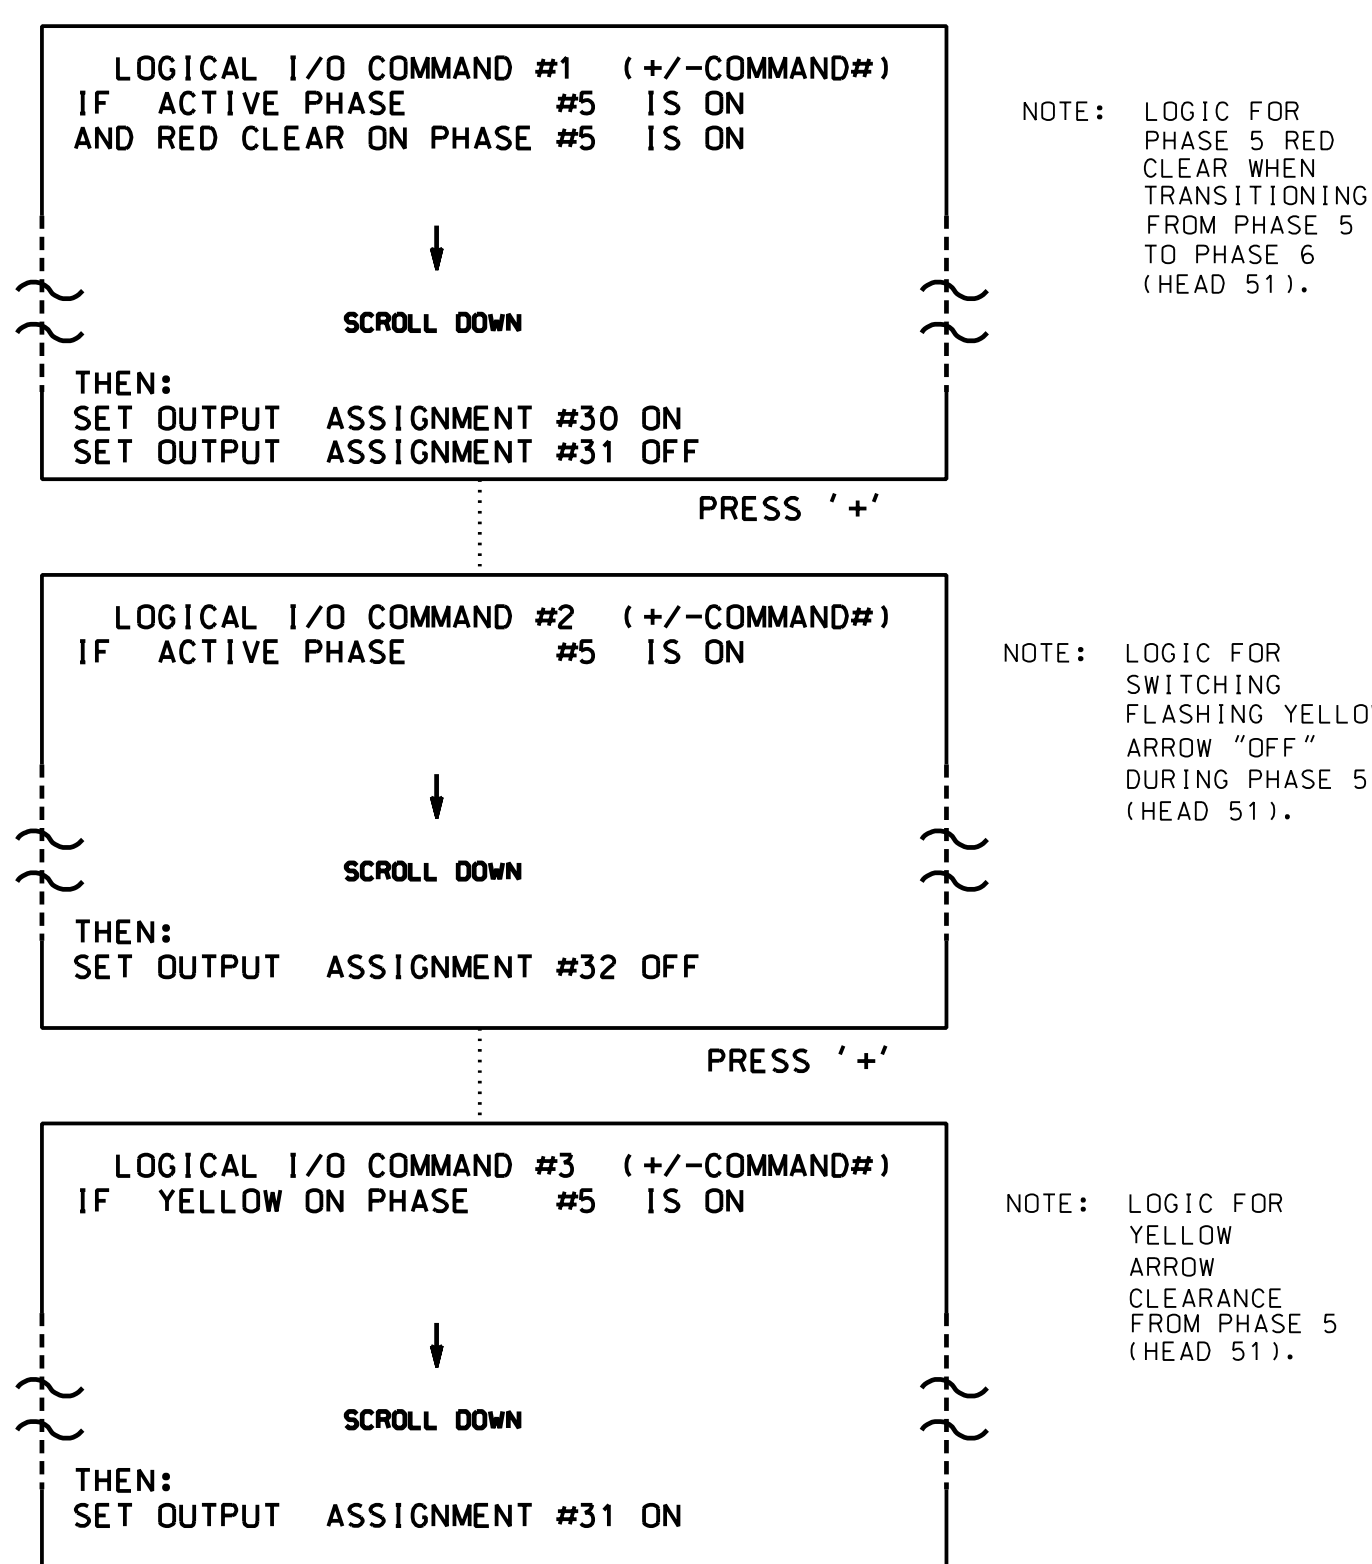 LOGICAL I/O COMMAND #1 (+/-COMMAND#)
IF ACTIVE PHASE #5 IS ON
AND RED CLEAR ON PHASE #5 IS ON
SCROLL DOWN
THEN:
SET OUTPUT ASSIGNMENT #30 ON
SET OUTPUT ASSIGNMENT #31 OFF
NOTE: LOGIC FOR
PHASE 5 RED
CLEAR WHEN
TRANSITIONING
FROM PHASE 5
TO PHASE 6
(HEAD 51).
PRESS '+'
LOGICAL I/O COMMAND #2 (+/-COMMAND#)
IF ACTIVE PHASE #5 IS ON
SCROLL DOWN
THEN:
SET OUTPUT ASSIGNMENT #32 OFF
NOTE: LOGIC FOR
SWITCHING
FLASHING
ARROW "OFF"
DURING PHASE 5
(HEAD 51).
PRESS '+'
LOGICAL I/O COMMAND #3 (+/-COMMAND#)
IF YELLOW ON PHASE #5 IS ON
SCROLL DOWN
THEN:
SET OUTPUT ASSIGNMENT #31 ON
NOTE: LOGIC FOR
YELLOW
ARROW
CLEARANCE
FROM PHASE 5
(HEAD 51).